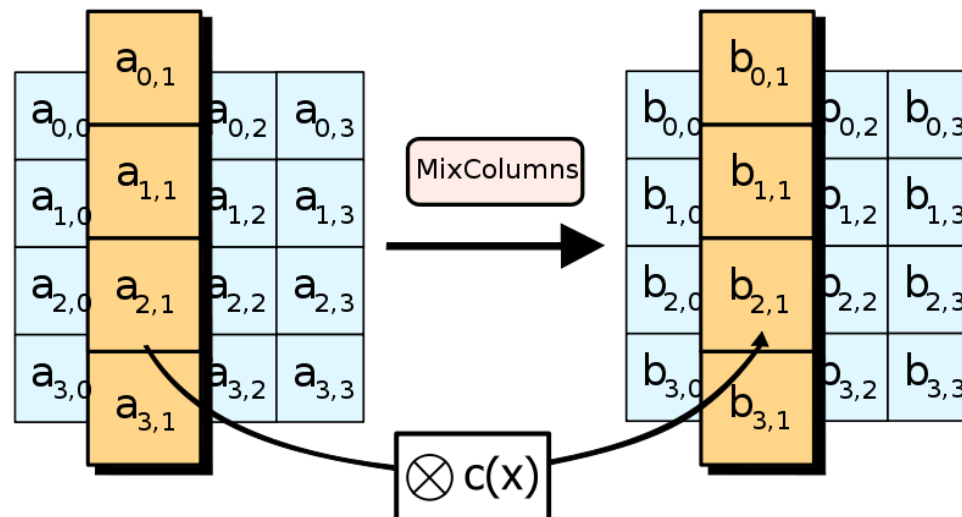 a0,1 b0,1
a0,0 a0,2 a0,3 b0,0 b0,2 b0,3
MixColumns
a1,1 b1,1
a1,0 a1,2 a1,3 b1,0 b1,2 b1,3
a2,1 b2,1
a2,0 a2,2 a2,3 b2,0 b2,2 b2,3
a3,0 a3,2 a3,3 b3,0 b3,2 b3,3
a3,1 b3,1
⊗ c(x)